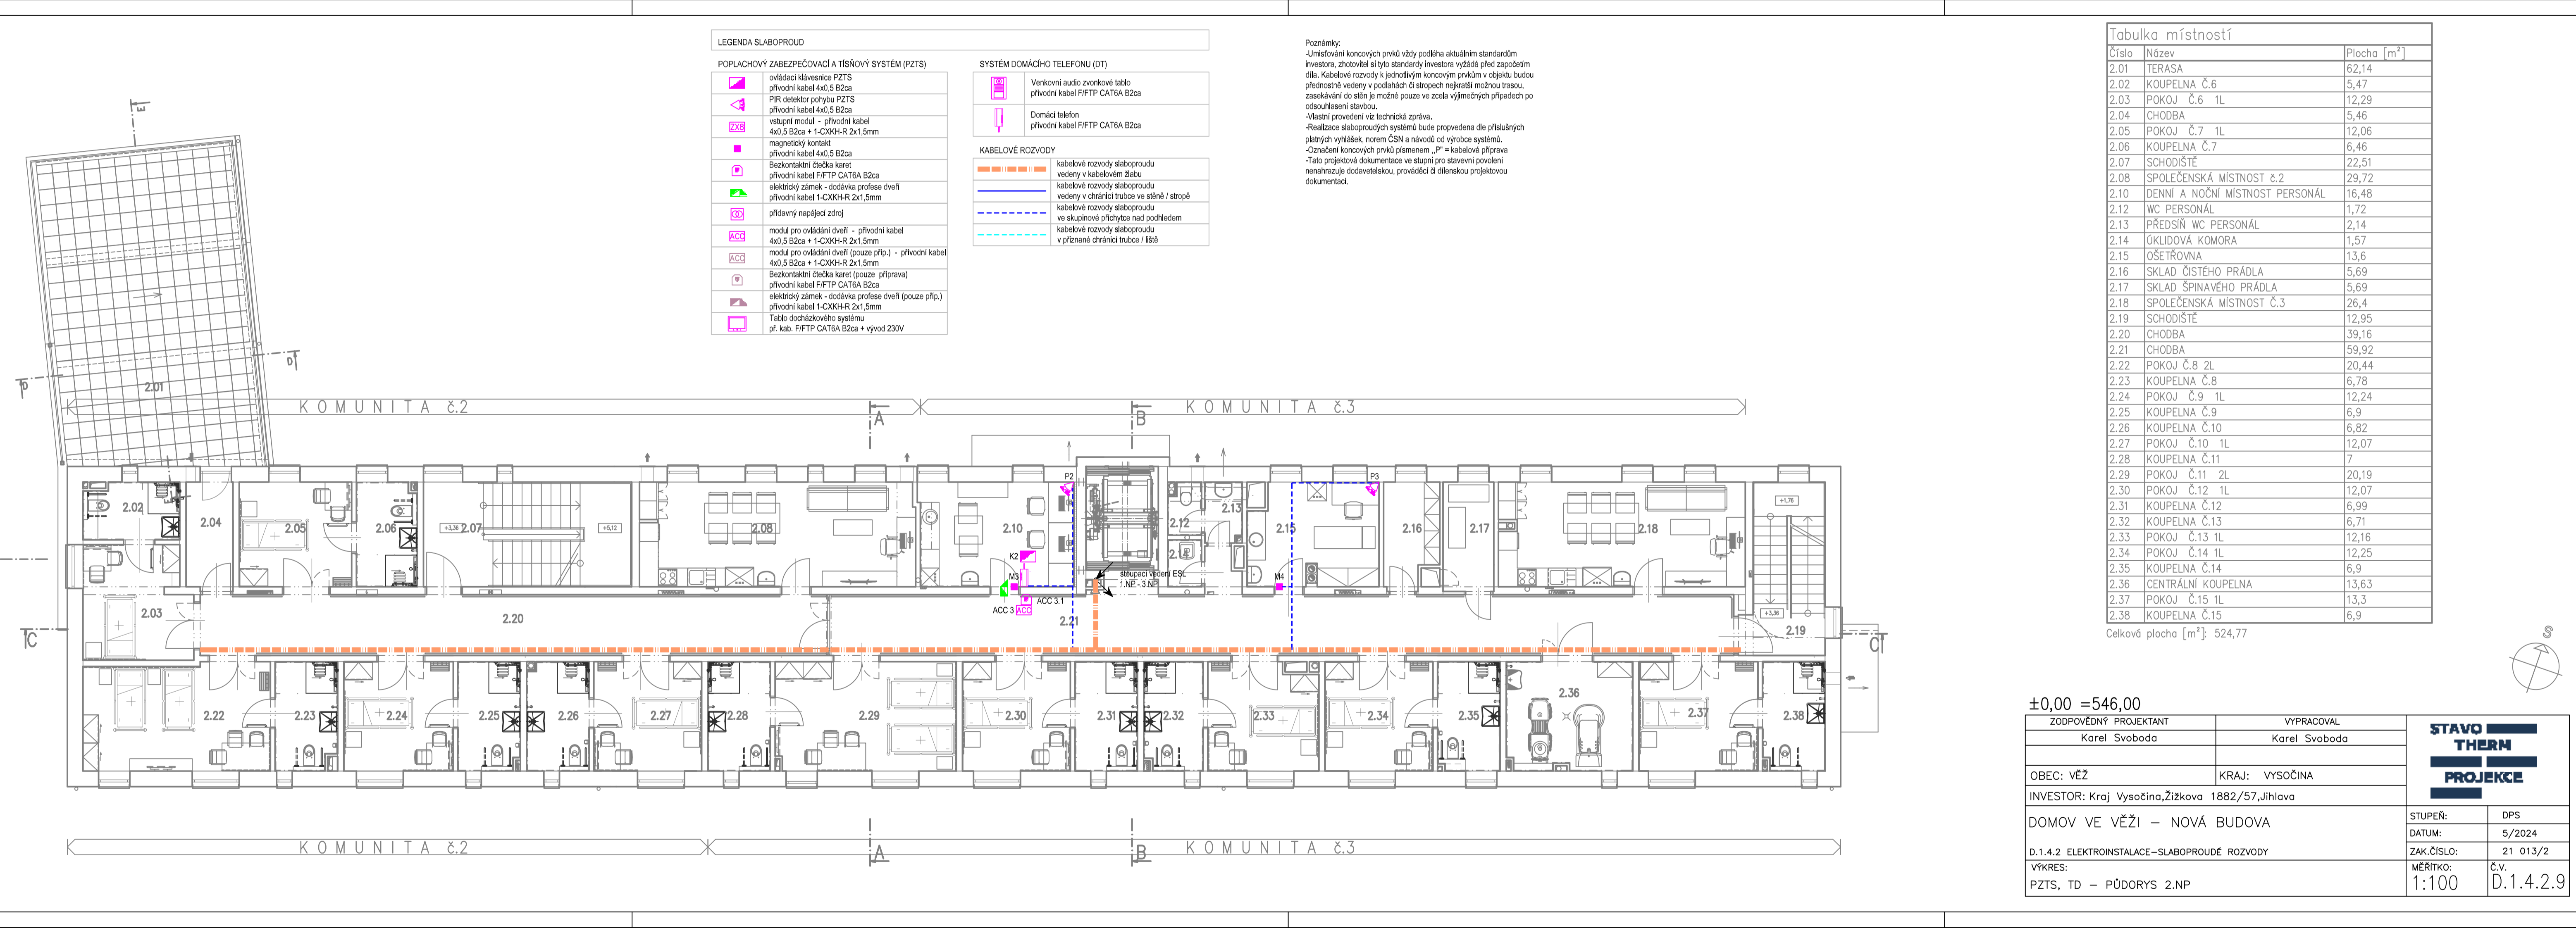 LEGENDA SLABOPROUD
POPLACHOVÝ ZABEZPEČOVACÍ A TÍSŇOVÝ SYSTÉM (PZTS)
ovládací klávesnice PZTS
přívodní kabel 4x0,5 B2ca
PIR detektor pohybu PZTS
přívodní kabel 4x0,5 B2ca
ZXB
vstupní modul - přívodní kabel
4x0,5 B2ca + 1-CXKH-R 2x1,5mm
magnetický kontakt
přívodní kabel 4x0,5 B2ca
Bezkontaktní čtečka karet
přívodní kabel F/FTP CAT6A B2ca
elektrický zámek - dodávka profese dveří
přívodní kabel 1-CXKH-R 2x1,5mm
přídavný napájecí zdroj
ACC
modul pro ovládání dveří - přívodní kabel
4x0,5 B2ca + 1-CXKH-R 2x1,5mm
ACC
modul pro ovládání dveří (pouze příp.) - přívodní kabel
4x0,5 B2ca + 1-CXKH-R 2x1,5mm
Bezkontaktní čtečka karet (pouze příprava)
přívodní kabel F/FTP CAT6A B2ca
elektrický zámek - dodávka profese dveří (pouze příp.)
přívodní kabel 1-CXKH-R 2x1,5mm
Tablo docházkového systému
př. kab. F/FTP CAT6A B2ca + vývod 230V
SYSTÉM DOMÁCÍHO TELEFONU (DT)
Venkovní audio zvonkové tablo
přívodní kabel F/FTP CAT6A B2ca
Domácí telefon
přívodní kabel F/FTP CAT6A B2ca
KABELOVÉ ROZVODY
kabelové rozvody slaboproudu
vedeny v kabelovém žlabu
kabelové rozvody slaboproudu
vedeny v chránicí trubce ve stěně / stropě
kabelové rozvody slaboproudu
ve skupinové příchytce nad podhledem
kabelové rozvody slaboproudu
v přiznané chránicí trubce / liště
Poznámky:
-Umísťování koncových prvků vždy podléha aktuálním standardům
investora, zhotovitel si tyto standardy investora vyžádá před započetím
díla. Kabelové rozvody k jednotlivým koncovým prvkům v objektu budou
přednostně vedeny v podlahách či stropech nejkratší možnou trasou,
zasekávání do stěn je možné pouze ve zcela výjimečných případech po
odsouhlasení stavbou.
-Vlastní provedení viz technická zpráva.
-Realizace slaboproudých systémů bude propvedena dle příslušných
platných vyhlášek, norem ČSN a návodů od výrobce systémů.
-Označení koncových prvků písmenem ,,P" = kabelová příprava
-Tato projektová dokumentace ve stupni pro stavevní povolení
nenahrazuje dodavetelskou, prováděcí či dílenskou projektovou
dokumentaci.
Tabulka místností
Číslo Název Plocha [m²]
2.01 TERASA 62,14
2.02 KOUPELNA Č.6 5,47
2.03 POKOJ Č.6 1L 12,29
2.04 CHODBA 5,46
2.05 POKOJ Č.7 1L 12,06
2.06 KOUPELNA Č.7 6,46
2.07 SCHODIŠTĚ 22,51
2.08 SPOLEČENSKÁ MÍSTNOST č.2 29,72
2.10 DENNÍ A NOČNÍ MÍSTNOST PERSONÁL 16,48
2.12 WC PERSONÁL 1,72
2.13 PŘEDSÍŇ WC PERSONÁL 2,14
2.14 ÚKLIDOVÁ KOMORA 1,57
2.15 OŠETŘOVNA 13,6
2.16 SKLAD ČISTÉHO PRÁDLA 5,69
2.17 SKLAD ŠPINAVÉHO PRÁDLA 5,69
2.18 SPOLEČENSKÁ MÍSTNOST Č.3 26,4
2.19 SCHODIŠTĚ 12,95
2.20 CHODBA 39,16
2.21 CHODBA 59,92
2.22 POKOJ Č.8 2L 20,44
2.23 KOUPELNA Č.8 6,78
2.24 POKOJ Č.9 1L 12,24
2.25 KOUPELNA Č.9 6,9
2.26 KOUPELNA Č.10 6,82
2.27 POKOJ Č.10 1L 12,07
2.28 KOUPELNA Č.11 7
2.29 POKOJ Č.11 2L 20,19
2.30 POKOJ Č.12 1L 12,07
2.31 KOUPELNA Č.12 6,99
2.32 KOUPELNA Č.13 6,71
2.33 POKOJ Č.13 1L 12,16
2.34 POKOJ Č.14 1L 12,25
2.35 KOUPELNA Č.14 6,9
2.36 CENTRÁLNÍ KOUPELNA 13,63
2.37 POKOJ Č.15 1L 13,3
2.38 KOUPELNA Č.15 6,9
Celková plocha [m²]: 524,77
E
D
D
2.01
KOMUNITA č.2
A
B
KOMUNITA č.3
P2
P3
2.02
2.04
2.05
2.06
+3,36
2.07
+5,12
2.08
2.10
2.12
2.13
2.14
2.15
2.16
2.17
2.18
+1,76
K2
M3
ACC 3
ACC
ACC 3.1
stoupací vedení ESL
1.NP - 3.NP
M4
2.03
2.20
2.21
+3,36
2.19
C
C
2.22
2.23
2.24
2.25
2.26
2.27
2.28
2.29
2.30
2.31
2.32
2.33
2.34
2.35
2.36
2.37
2.38
KOMUNITA č.2
A
B
KOMUNITA č.3
S
±0,00 =546,00
ZODPOVĚDNÝ PROJEKTANT VYPRACOVAL
Karel Svoboda Karel Svoboda
OBEC: VĚŽ KRAJ: VYSOČINA
INVESTOR: Kraj Vysočina,Žižkova 1882/57,Jihlava
DOMOV VE VĚŽI – NOVÁ BUDOVA
D.1.4.2 ELEKTROINSTALACE–SLABOPROUDÉ ROZVODY
VÝKRES:
PZTS, TD – PŮDORYS 2.NP
STAVO
THERM
PROJEKCE
STUPEŇ: DPS
DATUM: 5/2024
ZAK.ČÍSLO: 21 013/2
MĚŘÍTKO: Č.V.
1:100 D.1.4.2.9